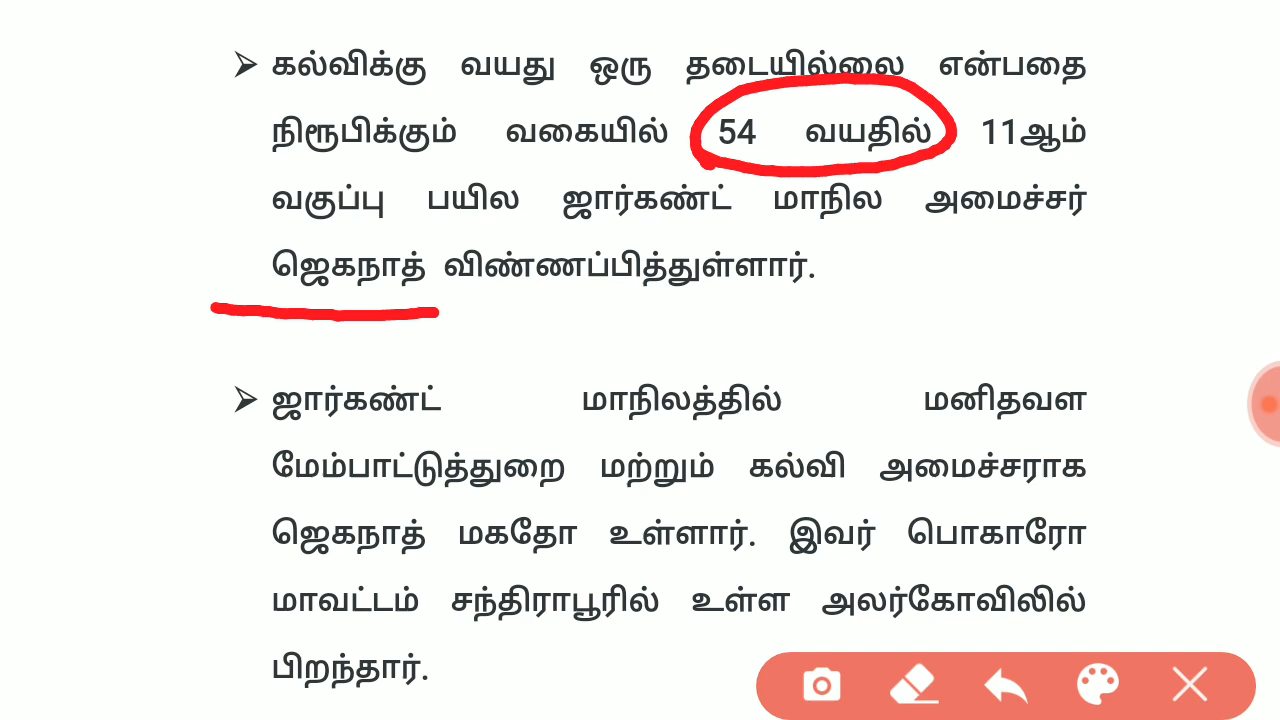 ➢ கல்விக்கு வயது ஒரு தடையில்லை என்பதை
நிரூபிக்கும் வகையில் 54 வயதில் 11ஆம்
வகுப்பு பயில ஜார்கண்ட் மாநில அமைச்சர்
ஜெகநாத் விண்ணப்பித்துள்ளார்.
➢ ஜார்கண்ட் மாநிலத்தில் மனிதவள
மேம்பாட்டுத்துறை மற்றும் கல்வி அமைச்சராக
ஜெகநாத் மகதோ உள்ளார். இவர் பொகாரோ
மாவட்டம் சந்திராபூரில் உள்ள அலர்கோவிலில்
பிறந்தார்.